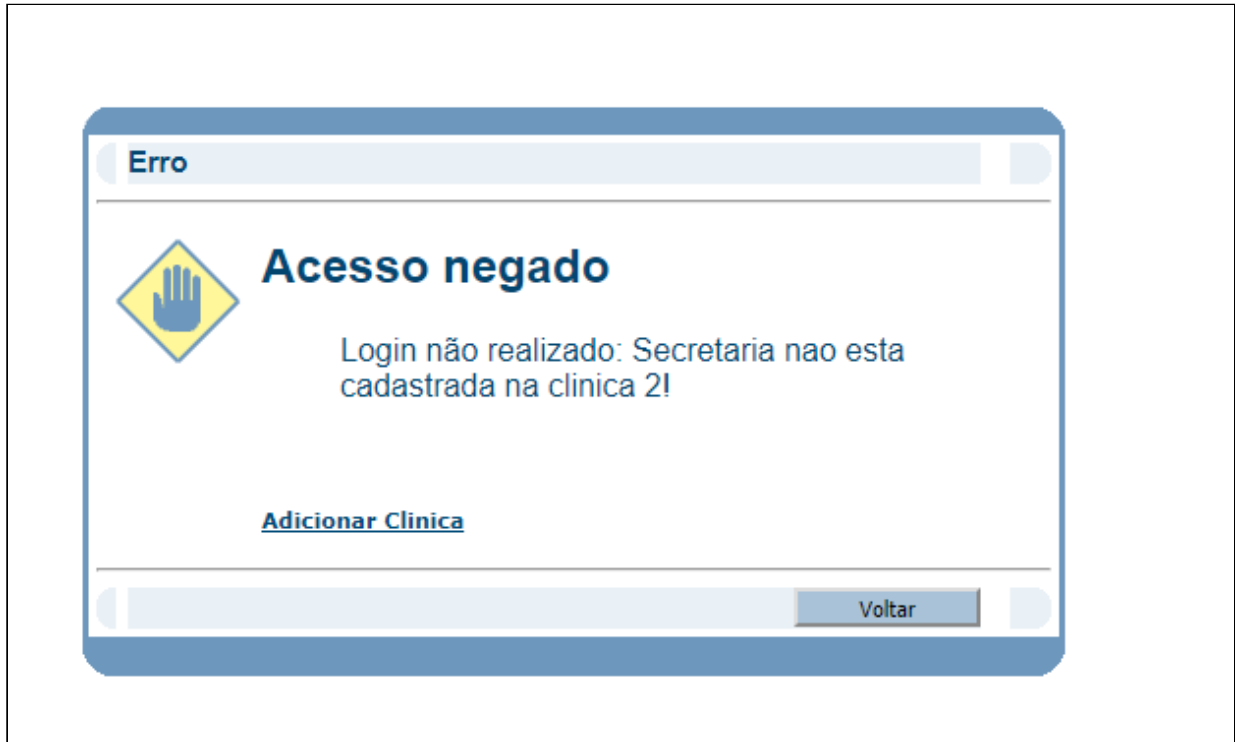 Erro
Acesso negado
Login não realizado: Secretaria nao esta
cadastrada na clinica 2!
Adicionar Clinica
Voltar